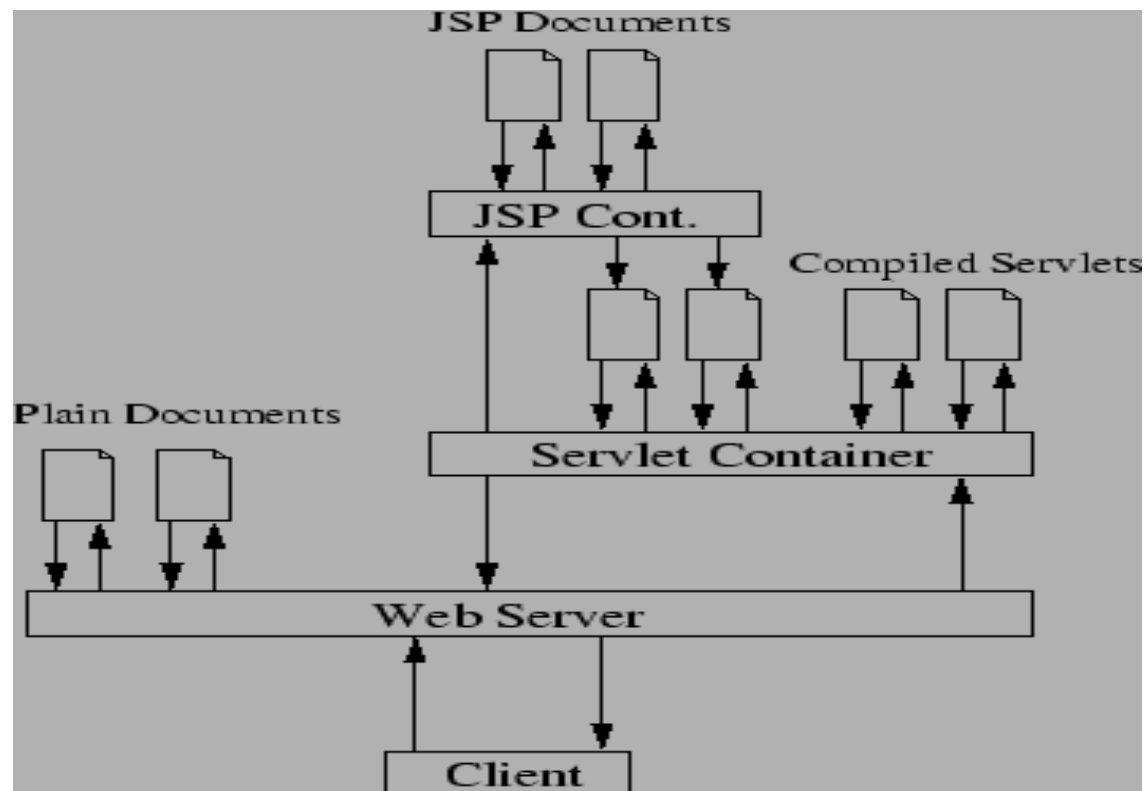 JSP Documents
JSP Cont.
Compiled Servlets
Plain Documents
Servlet Container
Web Server
Client